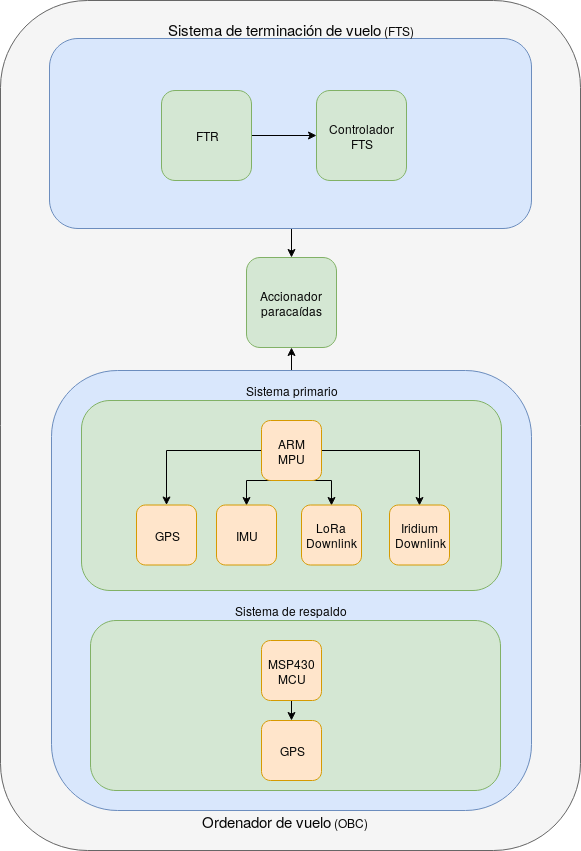 Sistema de terminación de vuelo (FTS)
FTR
Controlador
FTS
Accionador
paracaídas
Sistema primario
ARM
MPU
GPS
IMU
LoRa
Downlink
Iridium
Downlink
Sistema de respaldo
MSP430
MCU
GPS
Ordenador de vuelo (OBC)